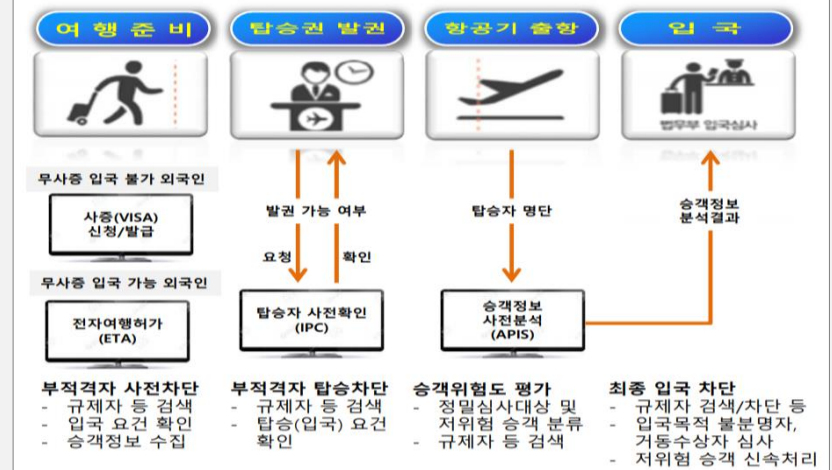 여 행 준 비
탑승권 발권
항공기 출항
입 국
법무부 입국심사
무사증 입국 불가 외국인
사증(VISA)
신청/발급
무사증 입국 가능 외국인
전자여행허가
(ETA)
발권 가능 여부
요청
확인
탑승자 사전확인
(IPC)
탑승자 명단
승객정보
사전분석
(APIS)
승객정보
분석결과
부적격자 사전차단
- 규제자 등 검색
- 입국 요건 확인
- 승객정보 수집
부적격자 탑승차단
- 규제자 등 검색
- 탑승(입국) 요건
확인
승객위험도 평가
- 정밀심사대상 및
저위험 승객 분류
- 규제자 등 검색
최종 입국 차단
- 규제자 검색/차단 등
- 입국목적 불분명자,
거동수상자 심사
- 저위험 승객 신속처리